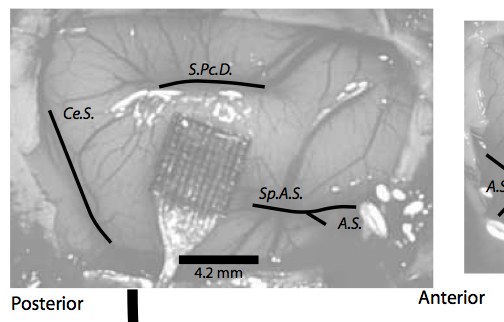 S.Pc.D.
Ce.S.
Sp.A.S.
A.S.
A.S
4.2 mm
Posterior
Anterior